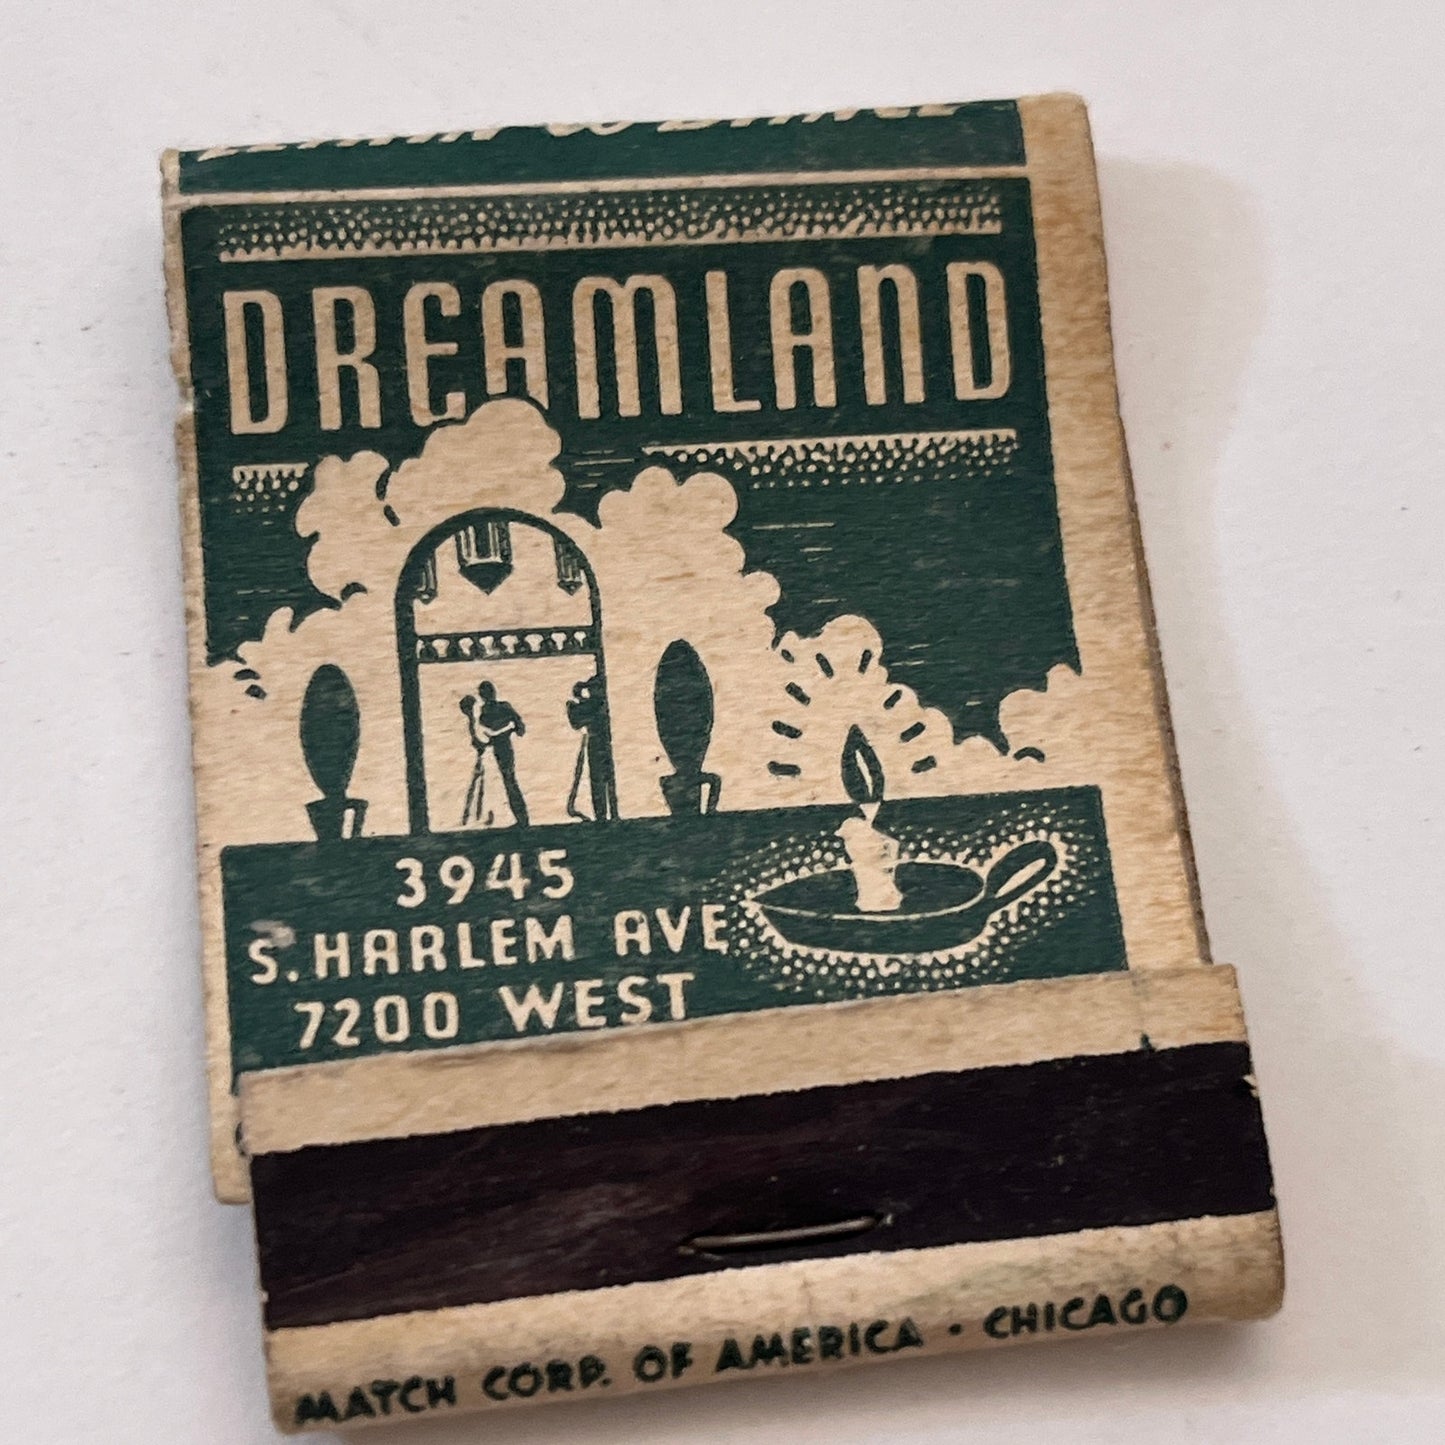 DREAMLAND
3945
S. HARLEM AVE
7200 WEST
MATCH CORP. OF AMERICA · CHICAGO